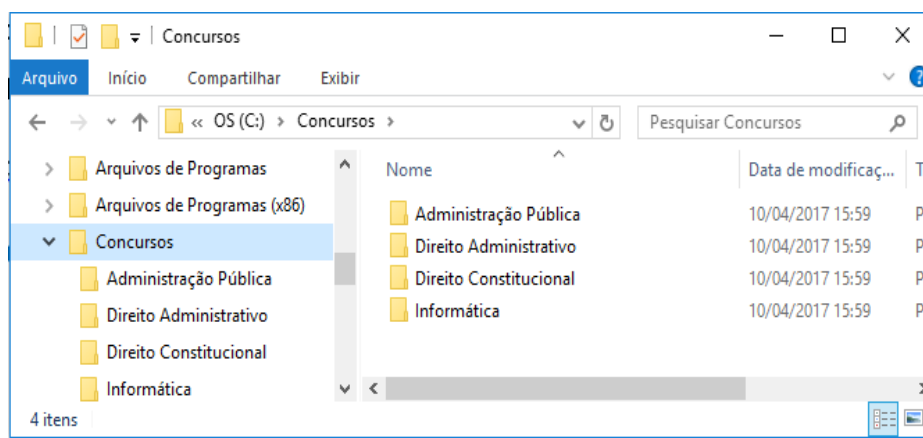 Concursos
Arquivo Início Compartilhar Exibir
« OS (C:) > Concursos > Pesquisar Concursos
Arquivos de Programas
Arquivos de Programas (x86)
Concursos
Administração Pública
Direito Administrativo
Direito Constitucional
Informática
Nome Data de modificaç... T
Administração Pública 10/04/2017 15:59 P
Direito Administrativo 10/04/2017 15:59 P
Direito Constitucional 10/04/2017 15:59 P
Informática 10/04/2017 15:59 P
4 itens